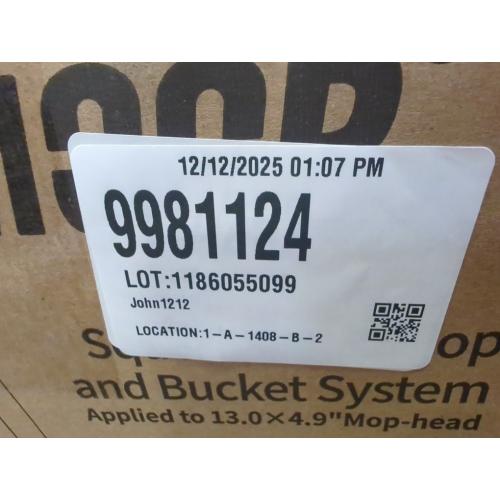 12/12/2025 01:07 PM
9981124
LOT:1186055099
John1212
LOCATION:1-A-1408-B-2
and Bucket System
Applied to 13.0×4.9"Mop-head